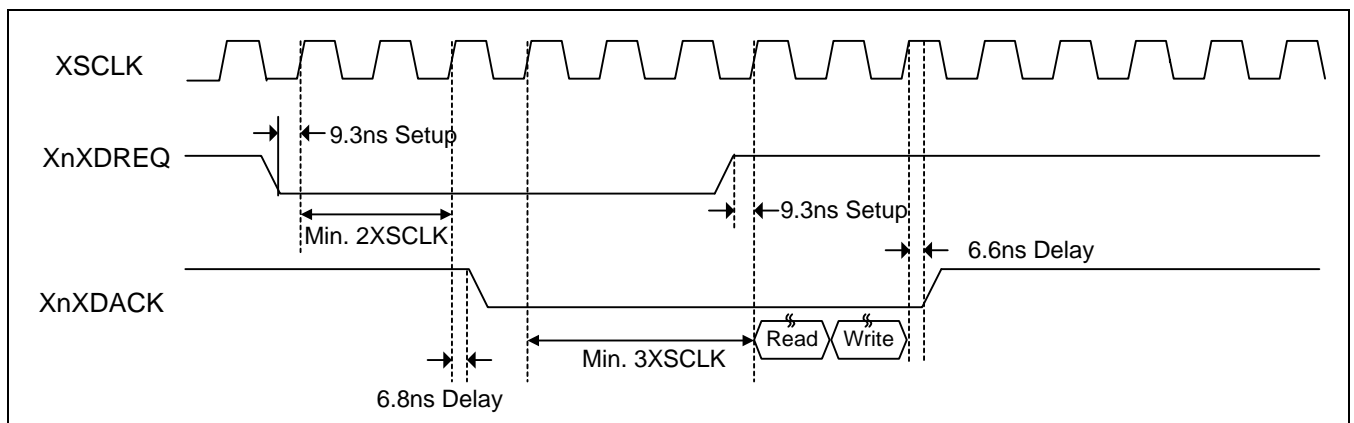 XSCLK
9.3ns Setup
XnXDREQ
9.3ns Setup
Min. 2XSCLK
6.6ns Delay
XnXDACK
Read
Write
Min. 3XSCLK
6.8ns Delay